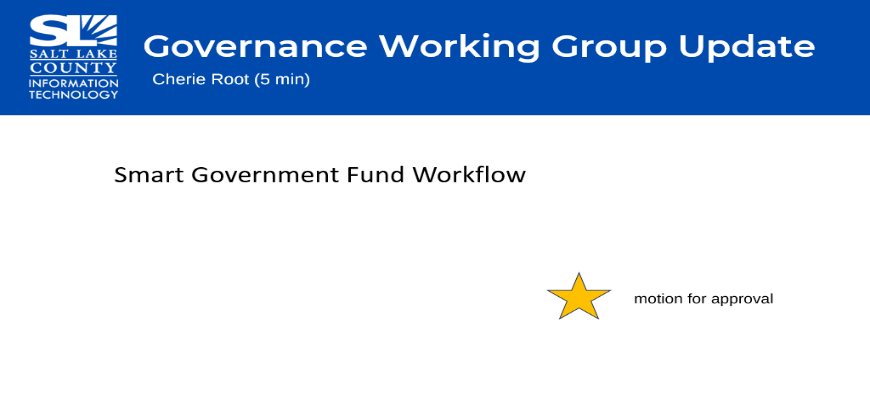 SL
SALT LAKE
COUNTY
INFORMATION
TECHNOLOGY
Governance Working Group Update
Cherie Root (5 min)
Smart Government Fund Workflow
motion for approval